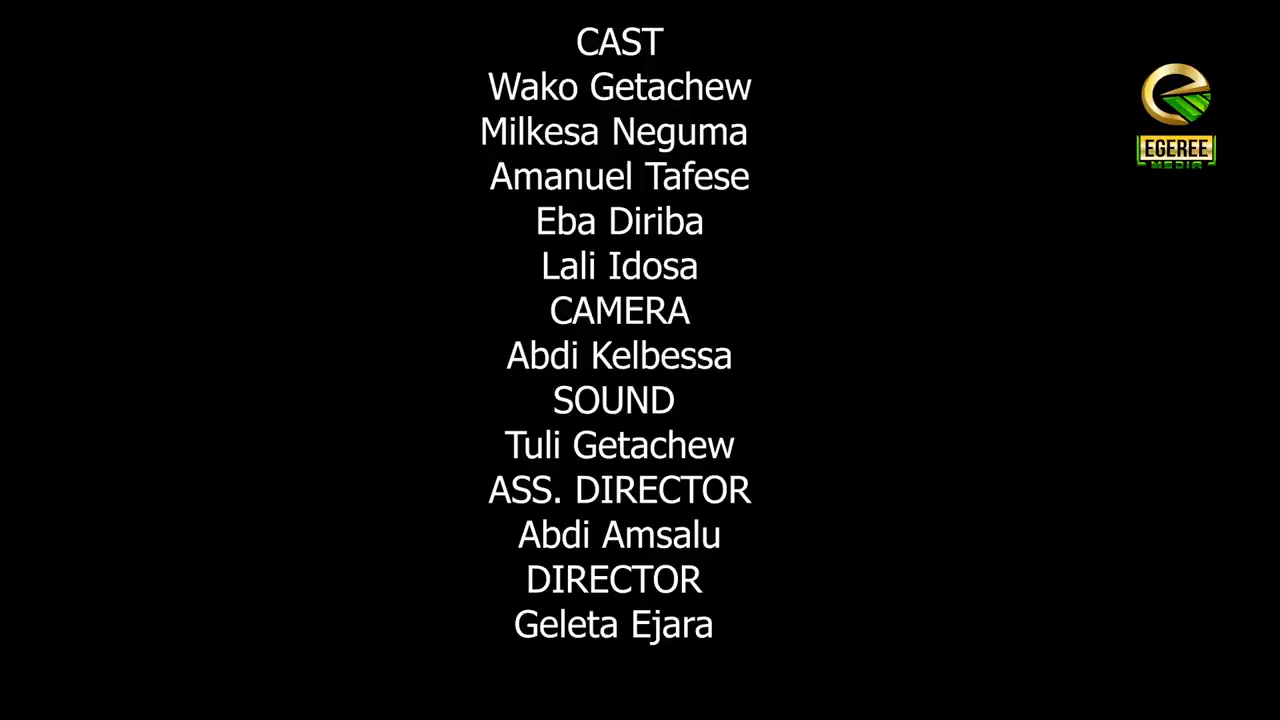 CAST
Wako Getachew
Milkesa Neguma
Amanuel Tafese
Eba Diriba
Lali Idosa
CAMERA
Abdi Kelbessa
SOUND
Tuli Getachew
ASS. DIRECTOR
Abdi Amsalu
DIRECTOR
Geleta Ejara
EGEREE
MEDIA